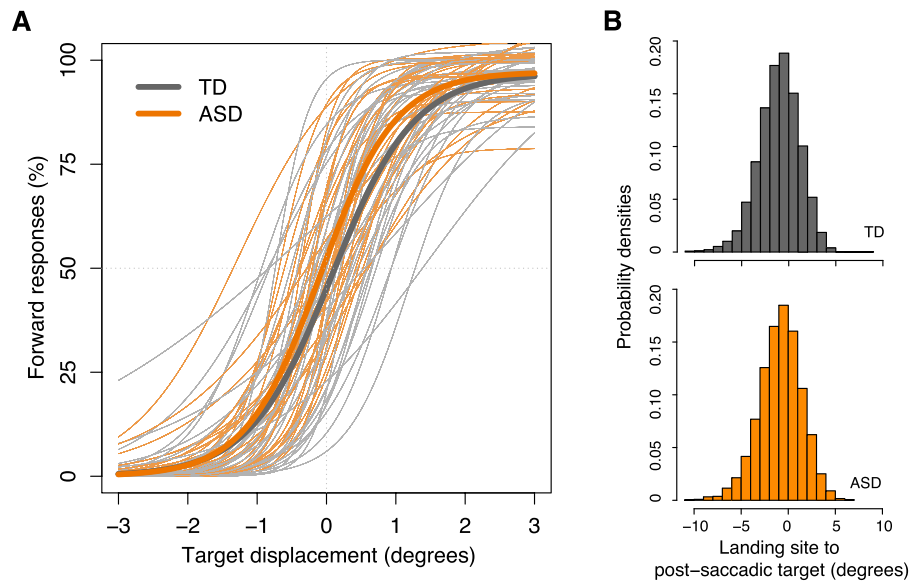 A
Forward responses (%)
100
75
50
25
0
TD
ASD
−3 −2 −1 0 1 2 3
Target displacement (degrees)
B
Probability densities
0.20
0.15
0.10
0.05
0
TD
0.20
0.15
0.10
0.05
0
ASD
−10 −5 0 5 10
Landing site to
post−saccadic target (degrees)